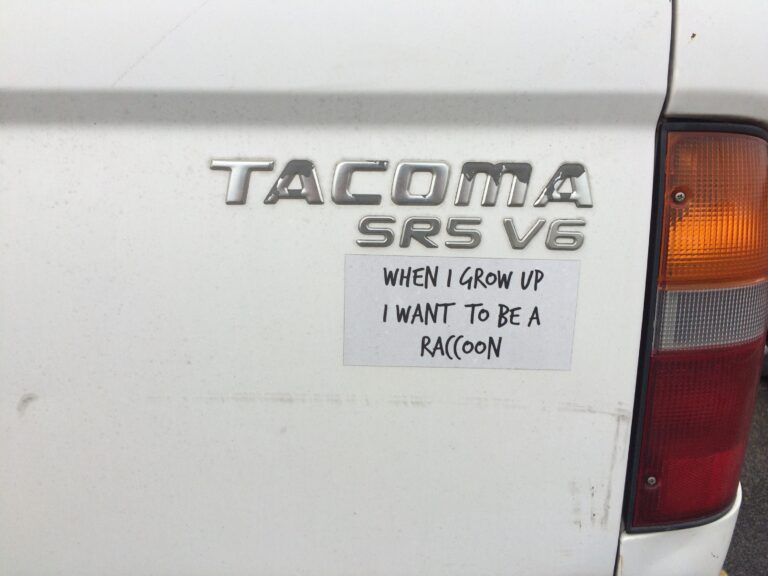 TACOMA
SR5 V6
WHEN I GROW UP
I WANT TO BE A
RACCOON